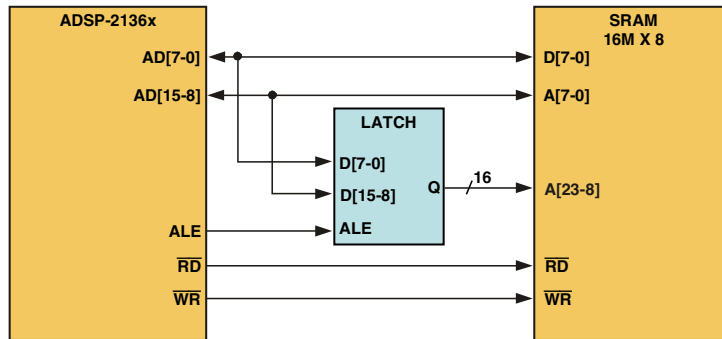 ADSP-2136x
SRAM
16M X 8
AD[7-0]
D[7-0]
AD[15-8]
A[7-0]
LATCH
D[7-0]
D[15-8]
Q
16
A[23-8]
ALE
ALE
RD
RD
WR
WR